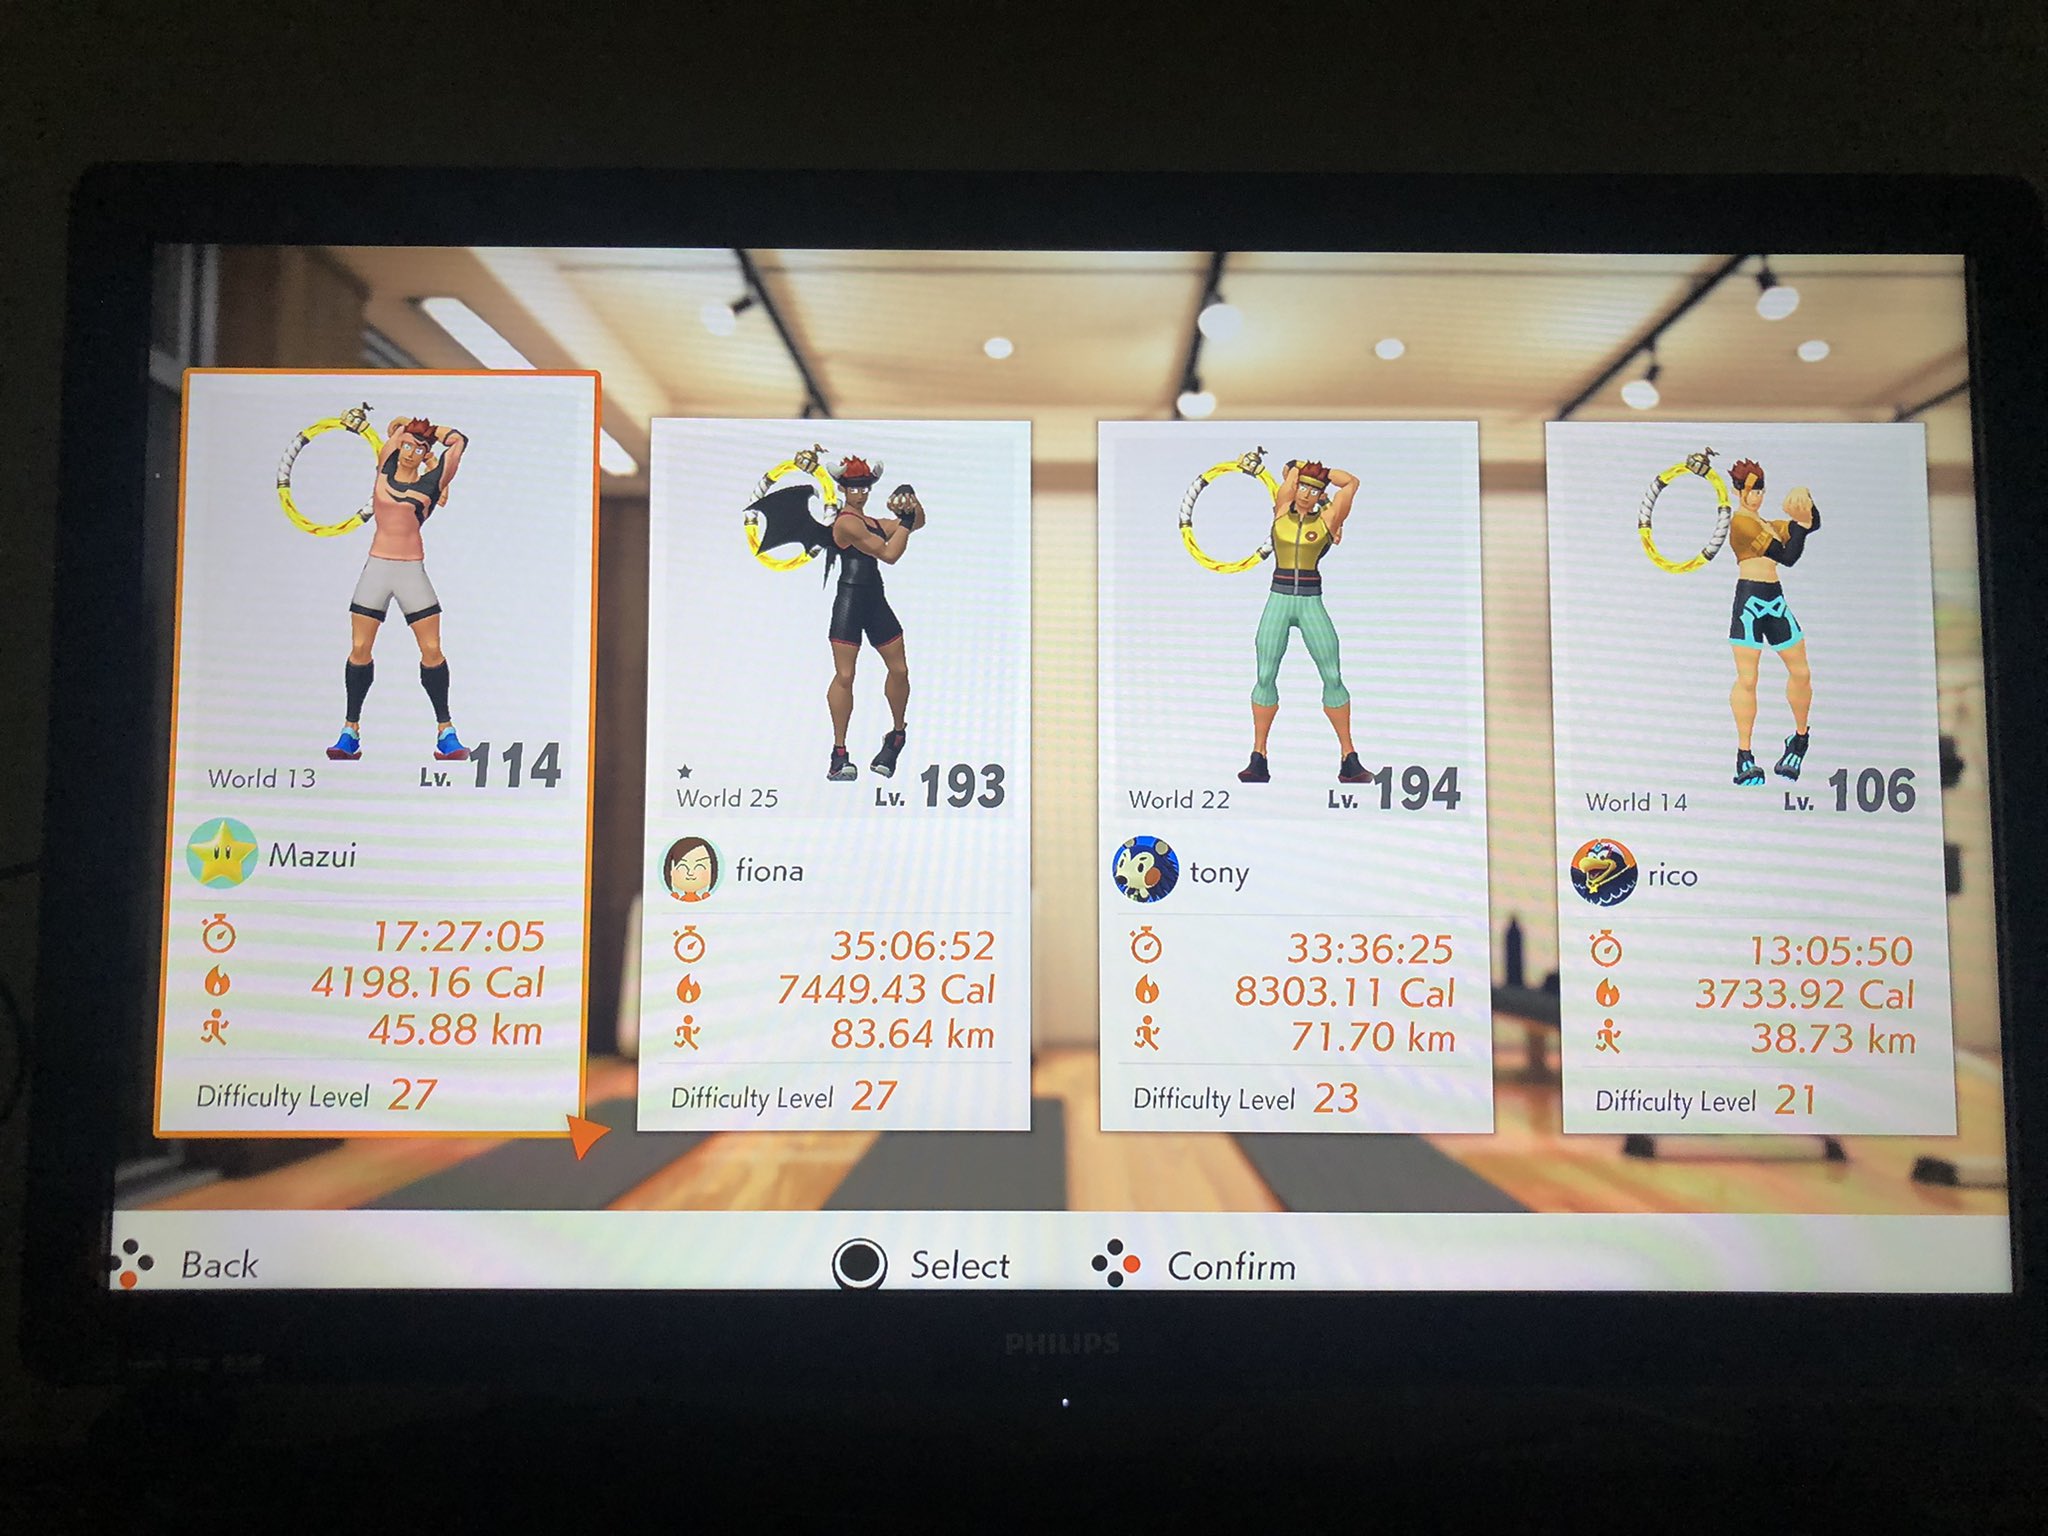 World 13 Lv. 114
Mazui
17:27:05
4198.16 Cal
45.88 km
Difficulty Level 27
★
World 25 Lv. 193
fiona
35:06:52
7449.43 Cal
83.64 km
Difficulty Level 27
World 22 Lv. 194
tony
33:36:25
8303.11 Cal
71.70 km
Difficulty Level 23
World 14 Lv. 106
rico
13:05:50
3733.92 Cal
38.73 km
Difficulty Level 21
Back Select Confirm
PHILIPS